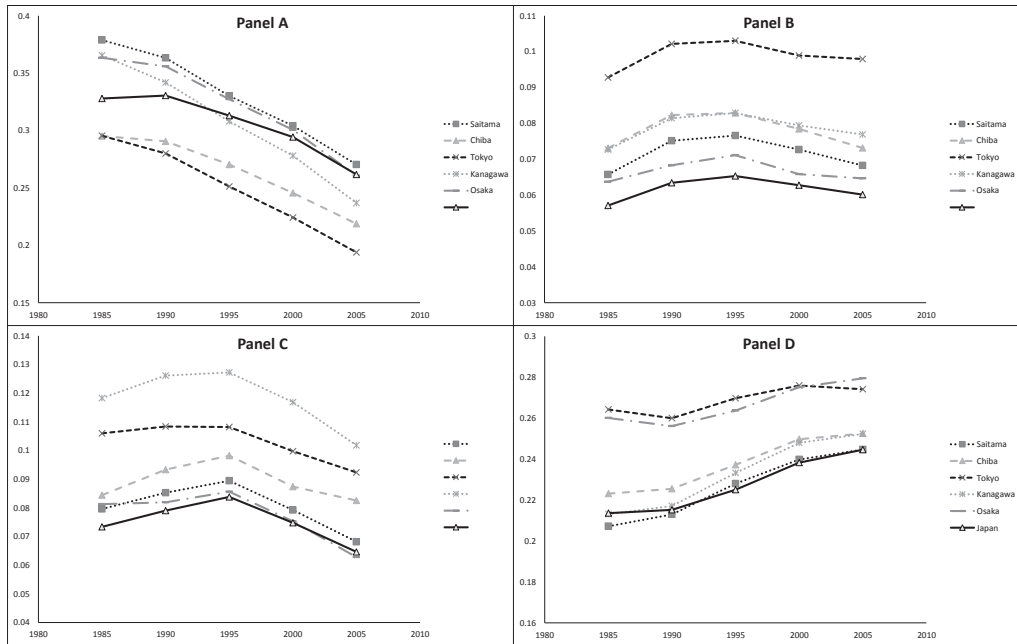 Panel A
0.4
0.35
0.3
0.25
0.2
0.15
1980 1985 1990 1995 2000 2005 2010
Saitama
Chiba
Tokyo
Kanagawa
Osaka
Panel B
0.11
0.1
0.09
0.08
0.07
0.06
0.05
0.04
0.03
1980 1985 1990 1995 2000 2005 2010
Saitama
Chiba
Tokyo
Kanagawa
Osaka
Panel C
0.14
0.13
0.12
0.11
0.1
0.09
0.08
0.07
0.06
0.05
0.04
1980 1985 1990 1995 2000 2005 2010
Panel D
0.3
0.28
0.26
0.24
0.22
0.2
0.18
0.16
1980 1985 1990 1995 2000 2005 2010
Saitama
Chiba
Tokyo
Kanagawa
Osaka
Japan